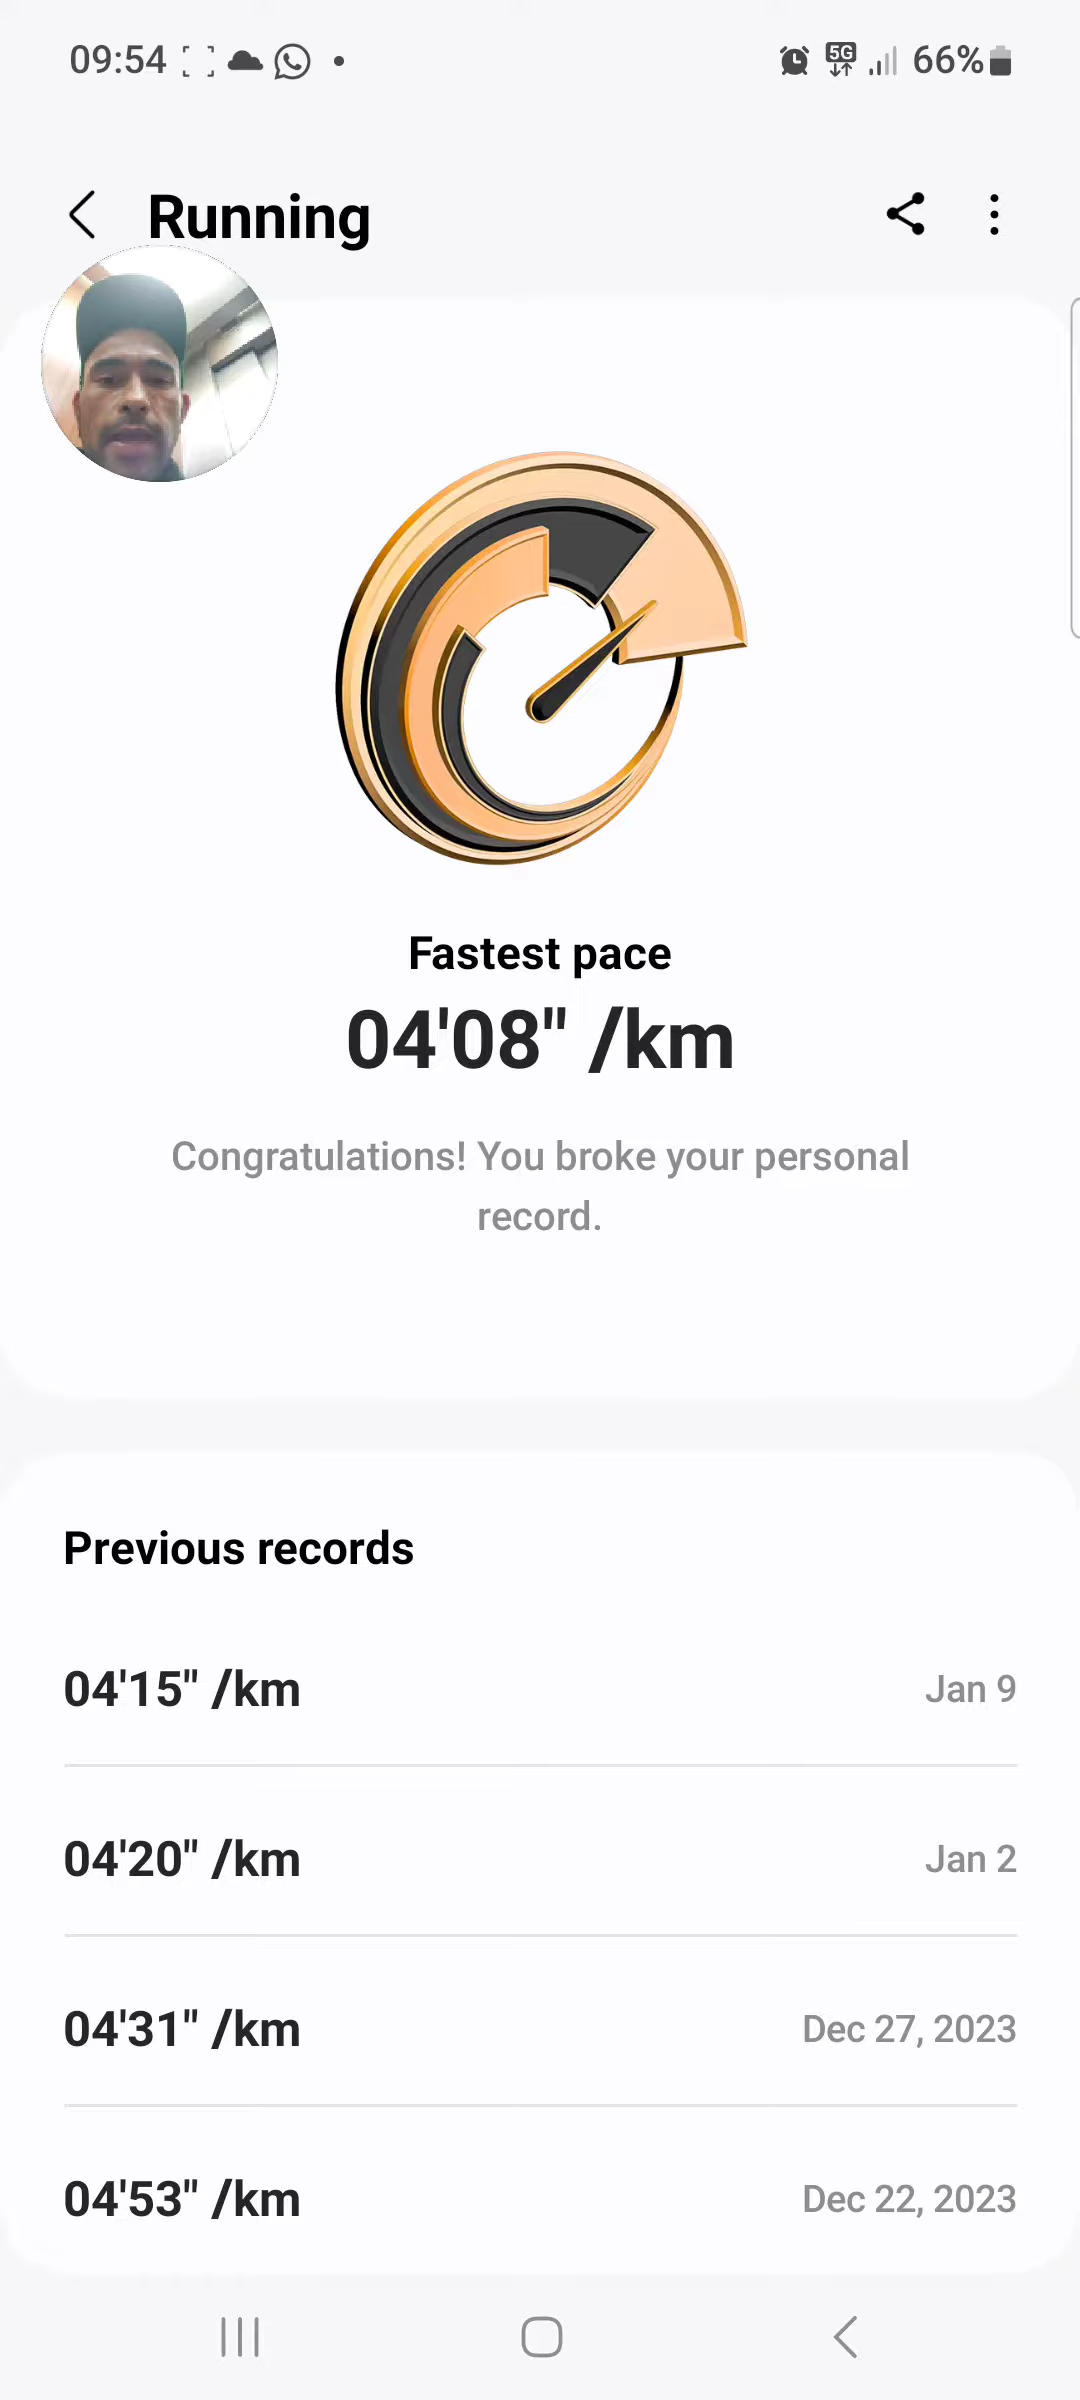 09:54
5G
66%
Running
Fastest pace
04'08" /km
Congratulations! You broke your personal
record.
Previous records
04'15" /km
Jan 9
04'20" /km
Jan 2
04'31" /km
Dec 27, 2023
04'53" /km
Dec 22, 2023